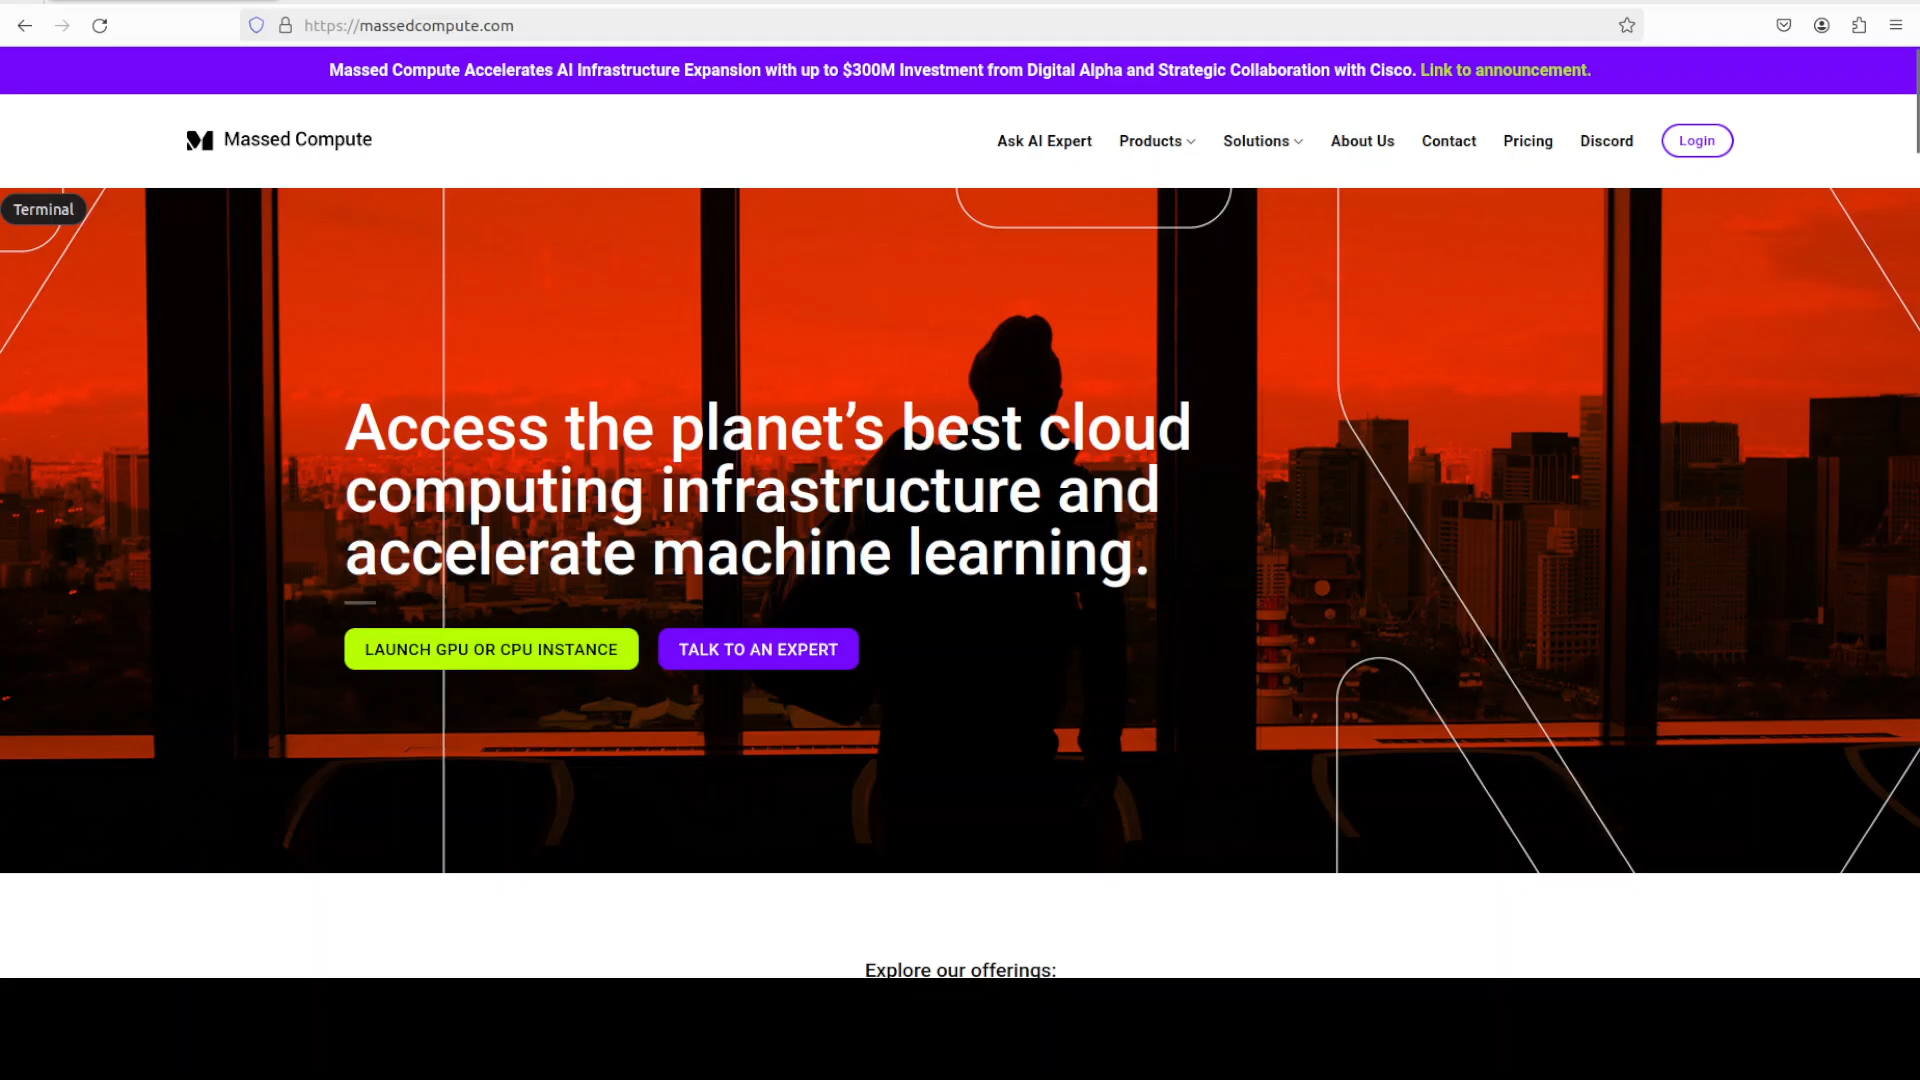 https://massedcompute.com
Massed Compute Accelerates AI Infrastructure Expansion with up to $300M Investment from Digital Alpha and Strategic Collaboration with Cisco. Link to announcement.
Massed Compute
Ask AI Expert
Products
Solutions
About Us
Contact
Pricing
Discord
Login
Terminal
Access the planet’s best cloud
computing infrastructure and
accelerate machine learning.
LAUNCH GPU OR CPU INSTANCE
TALK TO AN EXPERT
Explore our offerings: